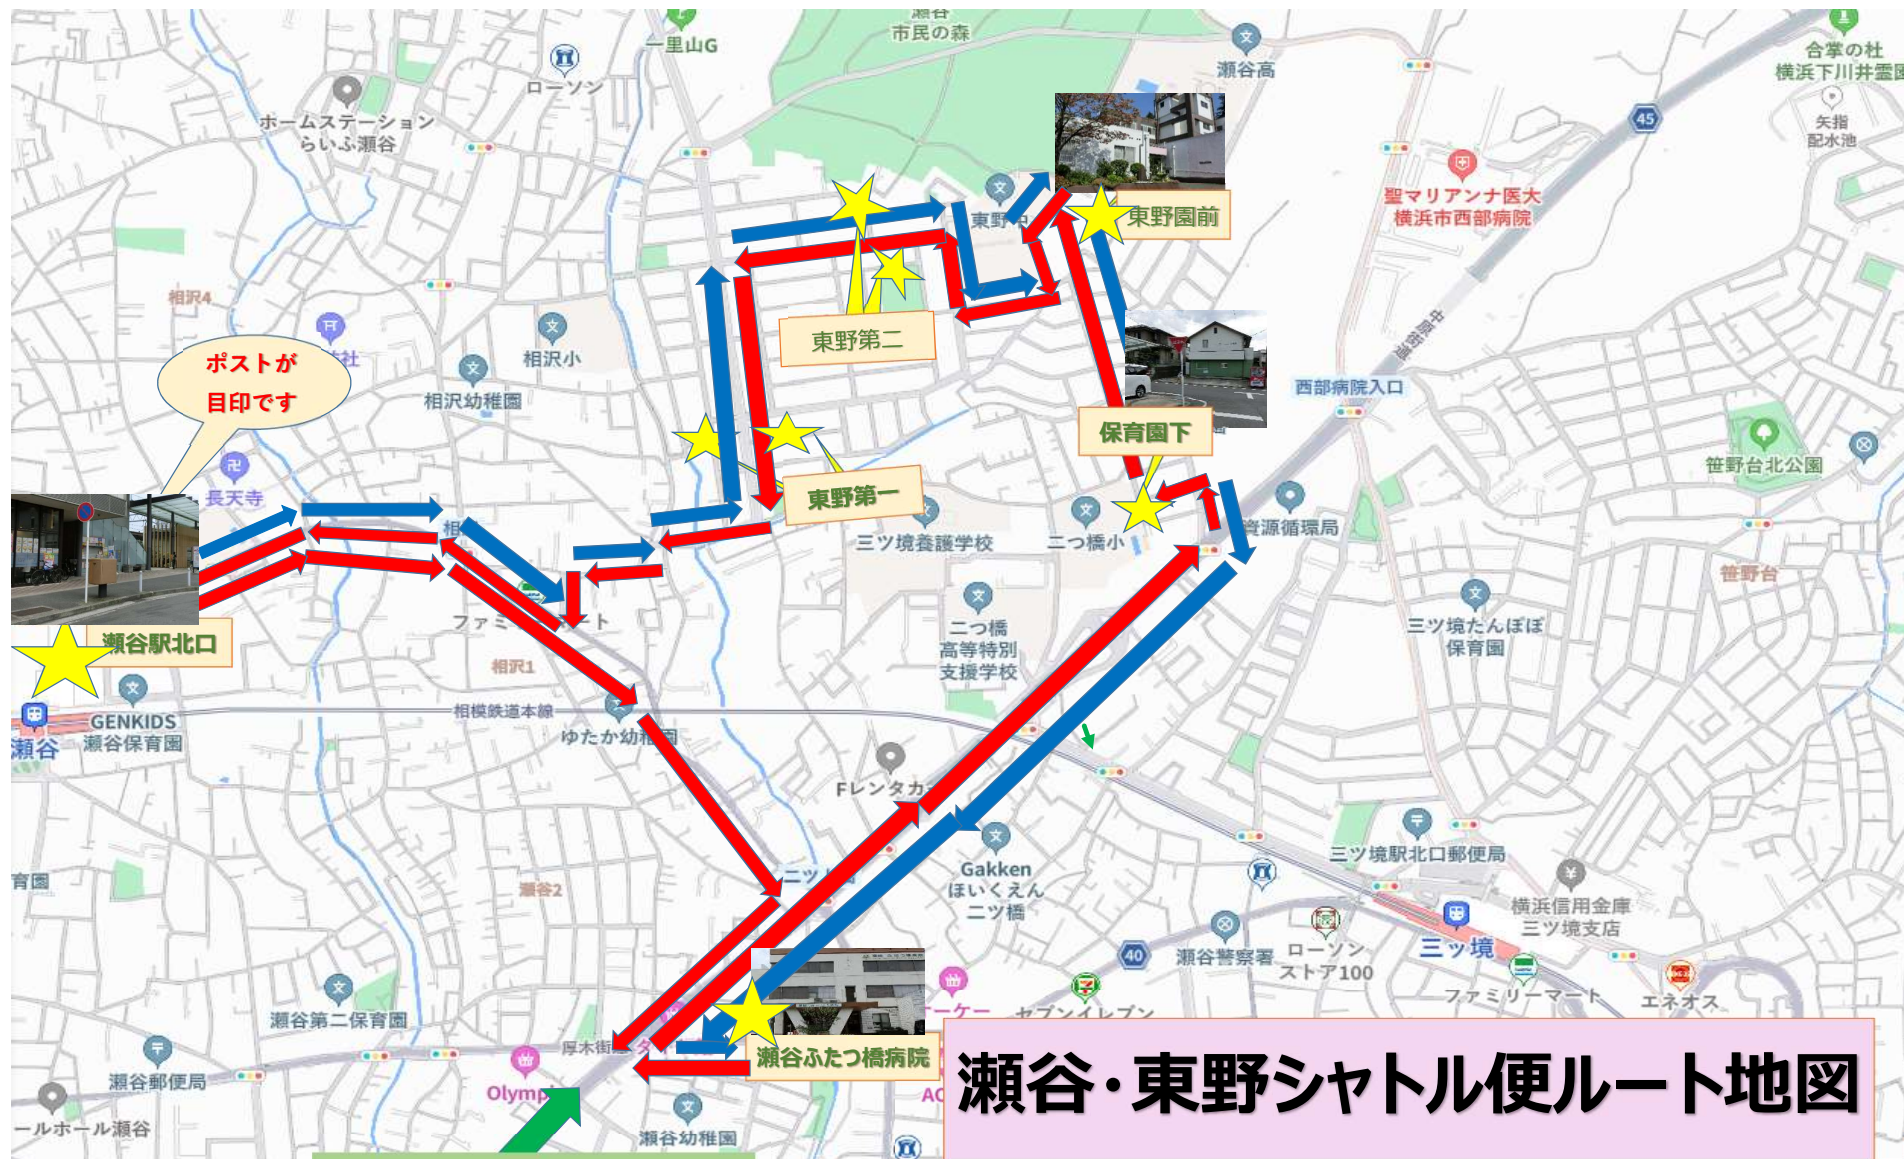 瀬谷
市民の森
一里山G
ローソン
瀬谷高
合掌の杜
横浜下川井霊園
45
矢指
配水池
ホームステーション
らいふ瀬谷
聖マリアンナ医大
横浜市西部病院
東野園前
相沢4
相沢小
東野第二
中原街道
西部病院入口
ポストが
目印です
相沢幼稚園
保育園下
笹野台北公園
長天寺
東野第一
三ツ境養護学校
二つ橋小
資源循環局
笹野台
瀬谷駅北口
二つ橋
高等特別
支援学校
三ツ境たんぽぽ
保育園
相沢1
GENKIDS
瀬谷保育園
瀬谷
相模鉄道本線
ゆたか幼稚園
Gakken
ほいくえん
二ツ橋
三ツ境駅北口郵便局
瀬谷2
横浜信用金庫
三ツ境支店
三ツ境
40
瀬谷警察署
ローソン
ストア100
ファミリーマート
エネオス
セブンイレブン
瀬谷第二保育園
瀬谷郵便局
瀬谷ふたつ橋病院
瀬谷・東野シャトル便ルート地図
瀬谷幼稚園